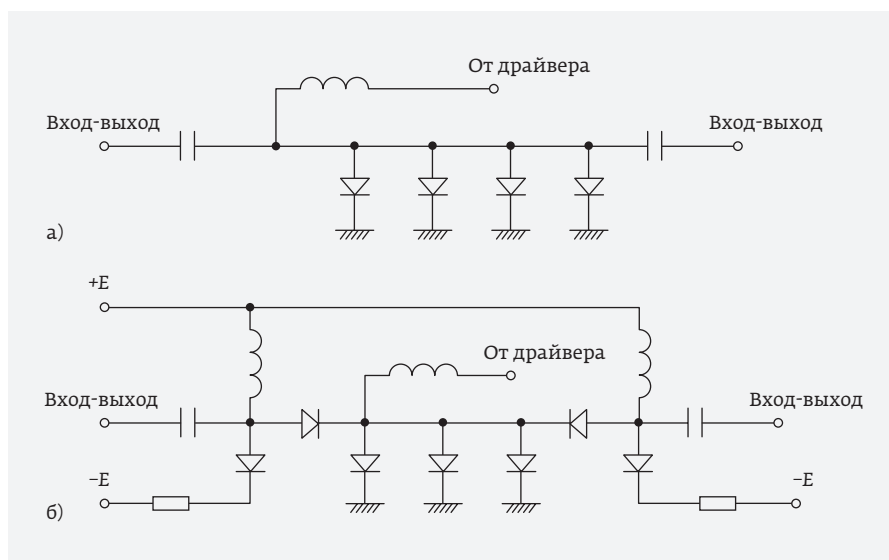 От драйвера
Вход-выход
Вход-выход
а)
+E
От драйвера
Вход-выход
Вход-выход
–E
–E
б)